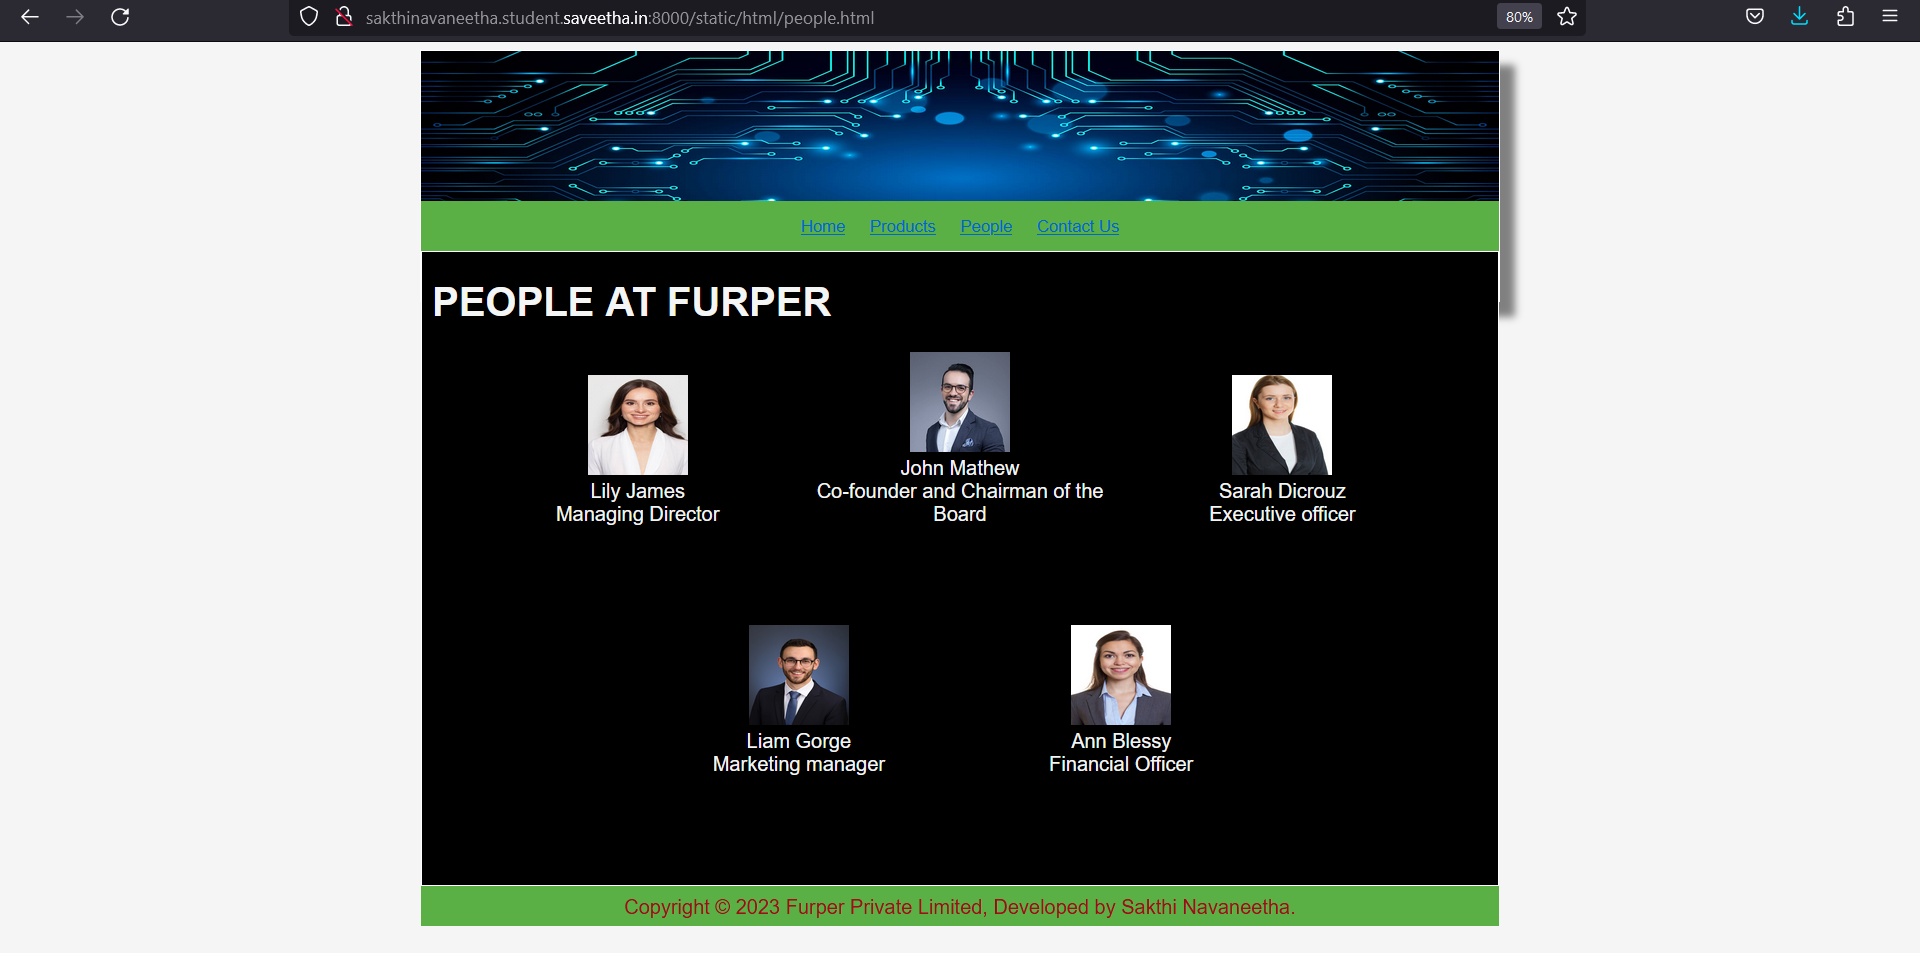 sakthinavaneetha.student.saveetha.in:8000/static/html/people.html
80%
Home Products People Contact Us
PEOPLE AT FURPER
Lily James
Managing Director
John Mathew
Co-founder and Chairman of the
Board
Sarah Dicrouz
Executive officer
Liam Gorge
Marketing manager
Ann Blessy
Financial Officer
Copyright © 2023 Furper Private Limited, Developed by Sakthi Navaneetha.